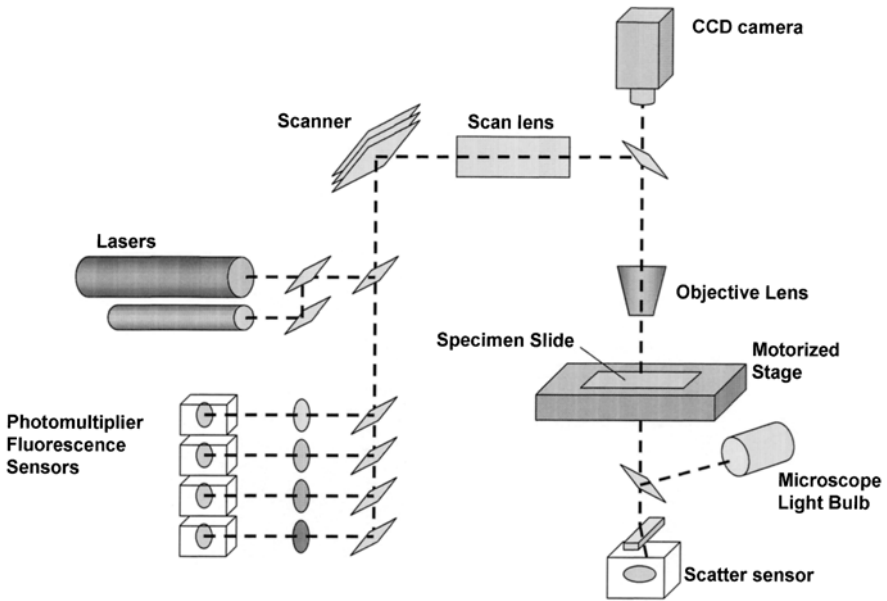 CCD camera
Scanner
Scan lens
Lasers
Objective Lens
Specimen Slide
Motorized
Stage
Photomultiplier
Fluorescence
Sensors
Microscope
Light Bulb
Scatter sensor